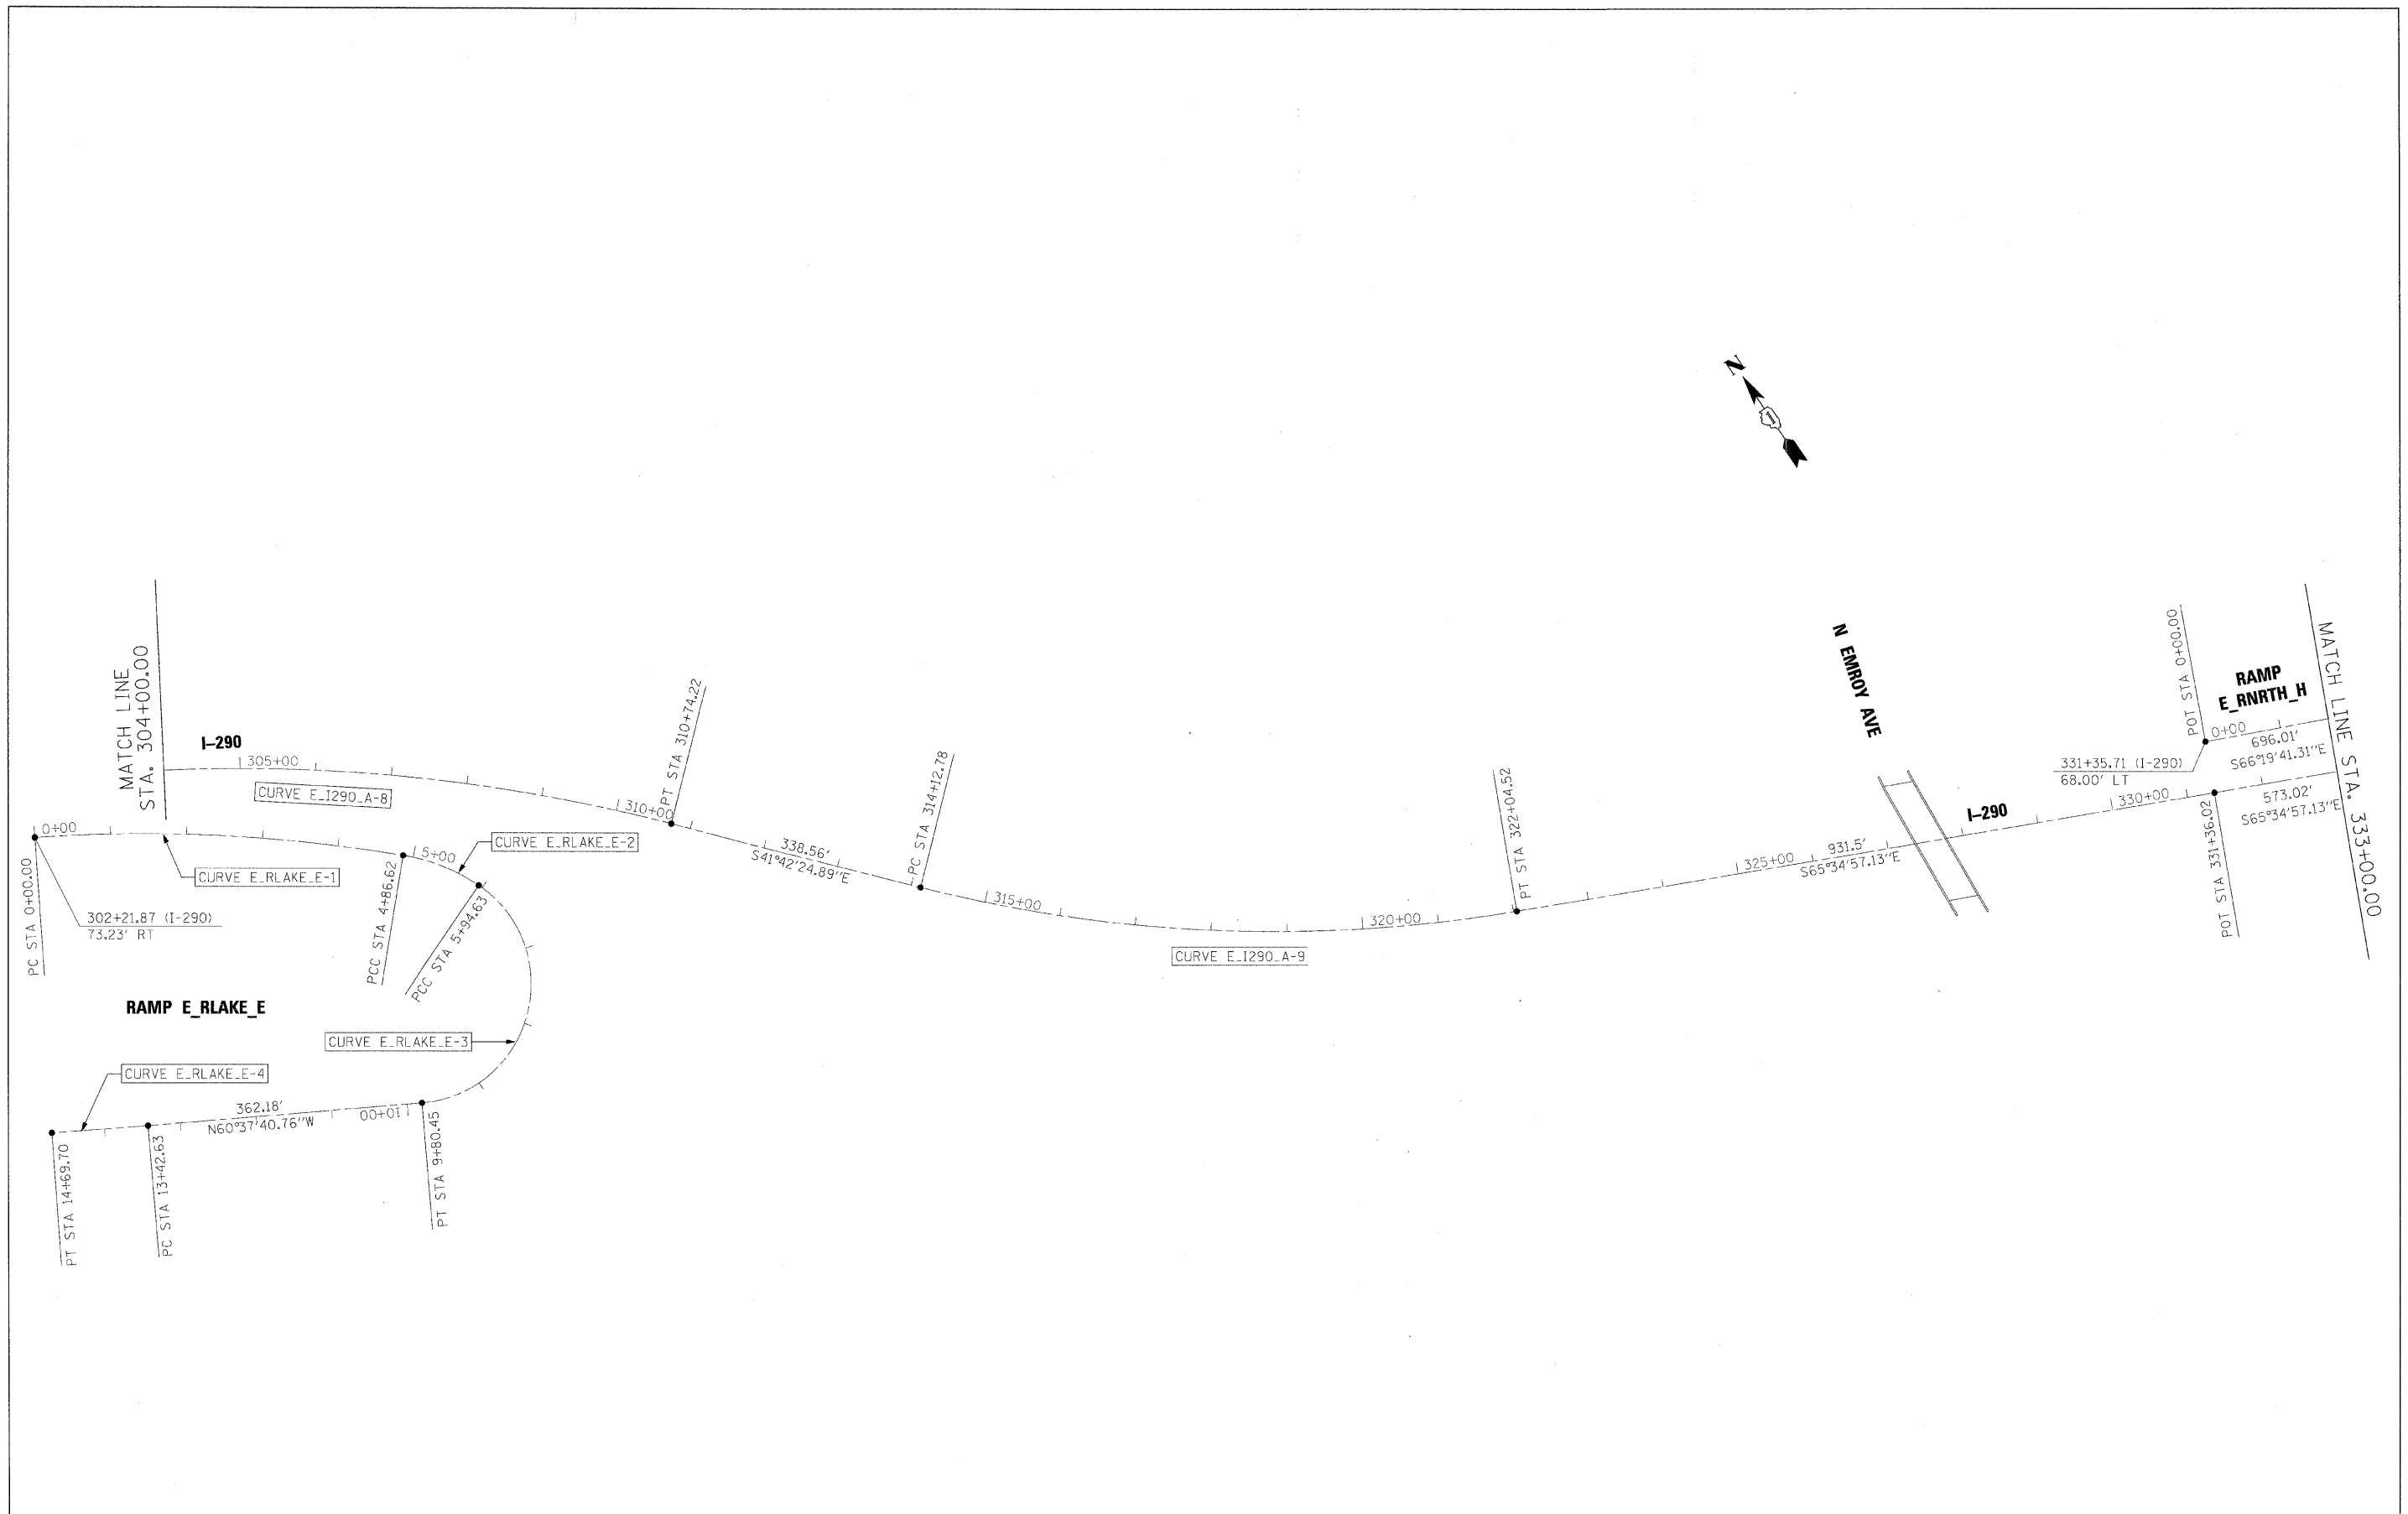 N
MATCH LINE
STA. 304+00.00
I-290
305+00
CURVE E_I290_A-8
310+00
PT STA 310+74.22
338.56'
S41°42'24.89"E
PC STA 314+12.78
315+00
320+00
CURVE E_I290_A-9
PT STA 322+04.52
325+00
931.5'
S65°34'57.13"E
N EMROY AVE
I-290
330+00
331+35.71 (I-290)
68.00' LT
POT STA 0+00.00
0+00
RAMP
E_RNRTH_H
696.01'
S66°19'41.31"E
573.02'
S65°34'57.13"E
POT STA 331+36.02
MATCH LINE STA. 333+00.00
0+00
PC STA 0+00.00
302+21.87 (I-290)
73.23' RT
CURVE E_RLAKE_E-1
PCC STA 4+86.62
5+00
CURVE E_RLAKE_E-2
PCC STA 5+94.63
RAMP E_RLAKE_E
CURVE E_RLAKE_E-3
CURVE E_RLAKE_E-4
362.18'
N60°37'40.76"W
10+00
PT STA 14+69.70
PC STA 13+42.63
PT STA 9+80.45